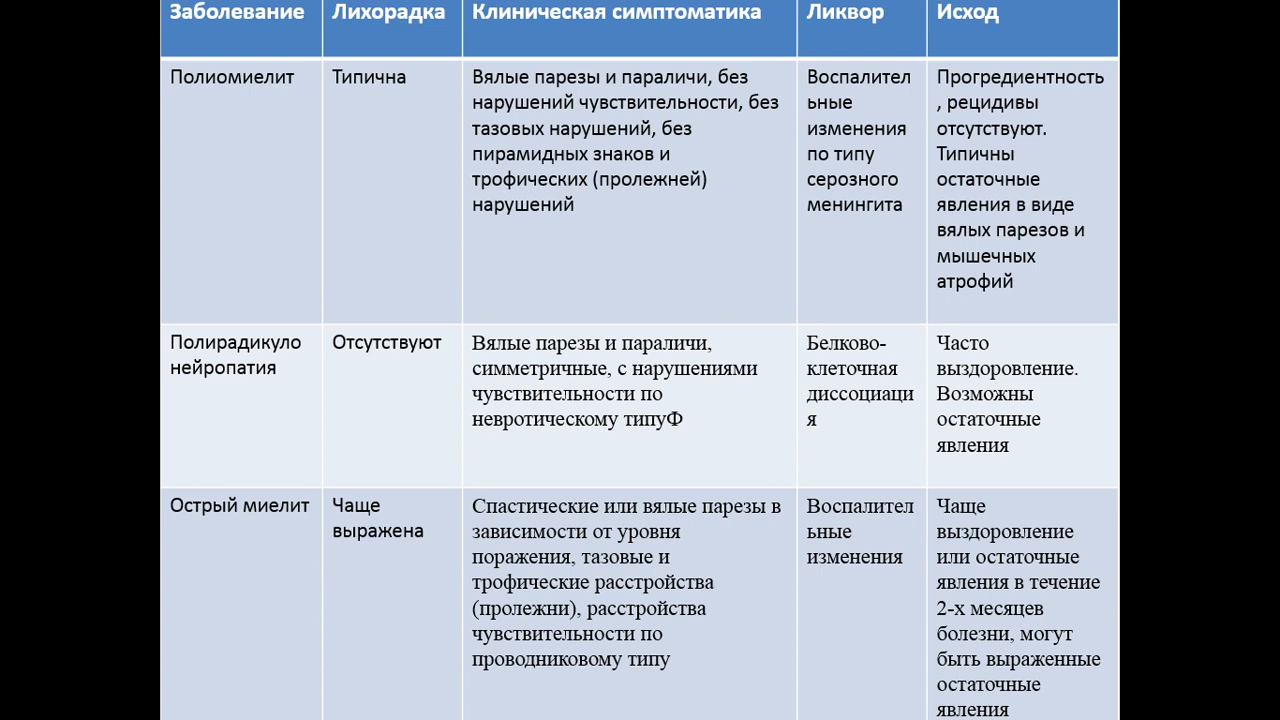 Заболевание
Лихорадка
Клиническая симптоматика
Ликвор
Исход
Полиомиелит
Типична
Вялые парезы и параличи, без
нарушений чувствительности, без
тазовых нарушений, без
пирамидных знаков и
трофических (пролежней)
нарушений
Воспалител
ьные
изменения
по типу
серозного
менингита
Прогредиентность
, рецидивы
отсутствуют.
Типичны
остаточные
явления в виде
вялых парезов и
мышечных
атрофий
Полирадикуло
нейропатия
Отсутствуют
Вялые парезы и параличи,
симметричные, с нарушениями
чувствительности по
невротическому типуФ
Белково-
клеточная
диссоциаци
я
Часто
выздоровление.
Возможны
остаточные
явления
Острый миелит
Чаще
выражена
Спастические или вялые парезы в
зависимости от уровня
поражения, тазовые и
трофические расстройства
(пролежни), расстройства
чувствительности по
проводниковому типу
Воспалител
ьные
изменения
Чаще
выздоровление
или остаточные
явления в течение
2-х месяцев
болезни, могут
быть выраженные
остаточные
явления